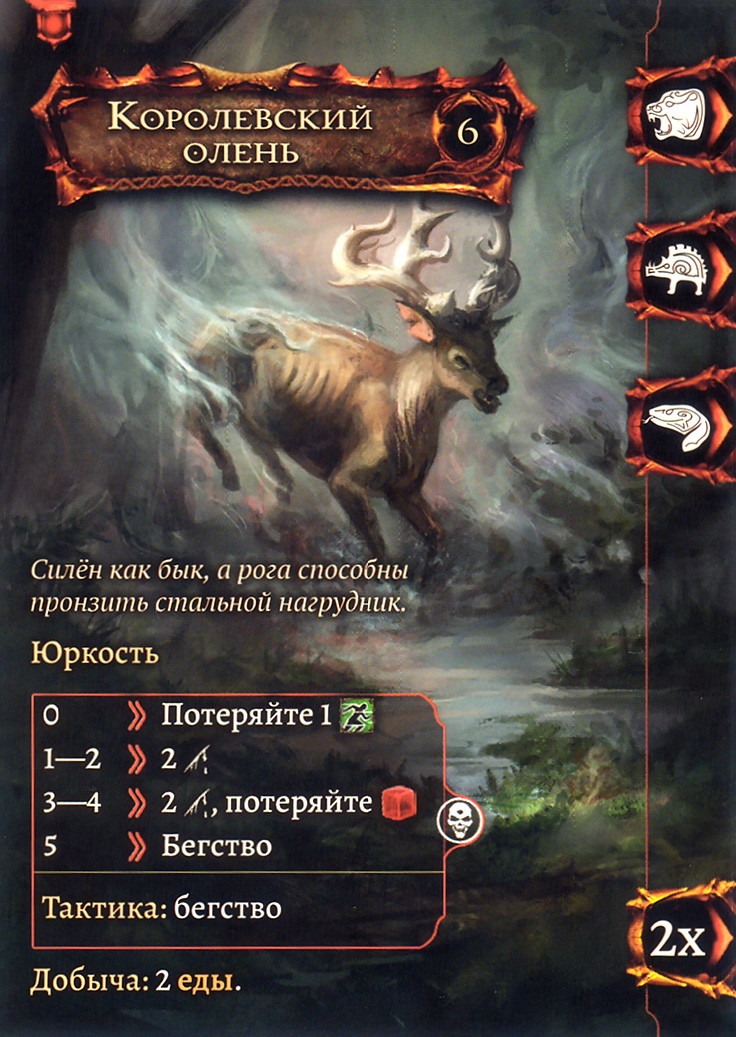 Королевский
олень
6
Силён как бык, а рога способны
пронзить стальной нагрудник.
Юркость
0 Потеряйте 1
1—2 2
3—4 2 , потеряйте
5 Бегство
Тактика: бегство
2x
Добыча: 2 еды.